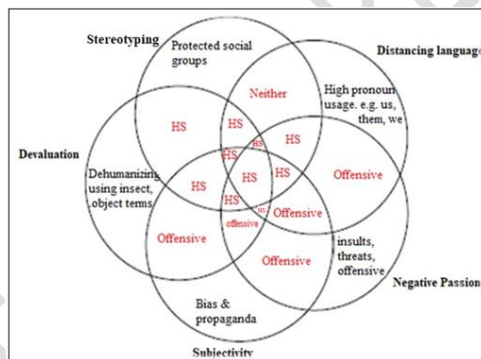 Stereotyping
Protected social
groups
Distancing language
Neither
High pronoun
usage. e.g. us,
them, we
HS
HS
HS
HS
HS
Devaluation
Dehumanizing
using insect,
object terms
HS
HS
HS
HS
Offensive
HS
Offensive
offensive
Offensive
Offensive
insults,
threats,
offensive
Negative Passion
Bias &
propaganda
Subjectivity